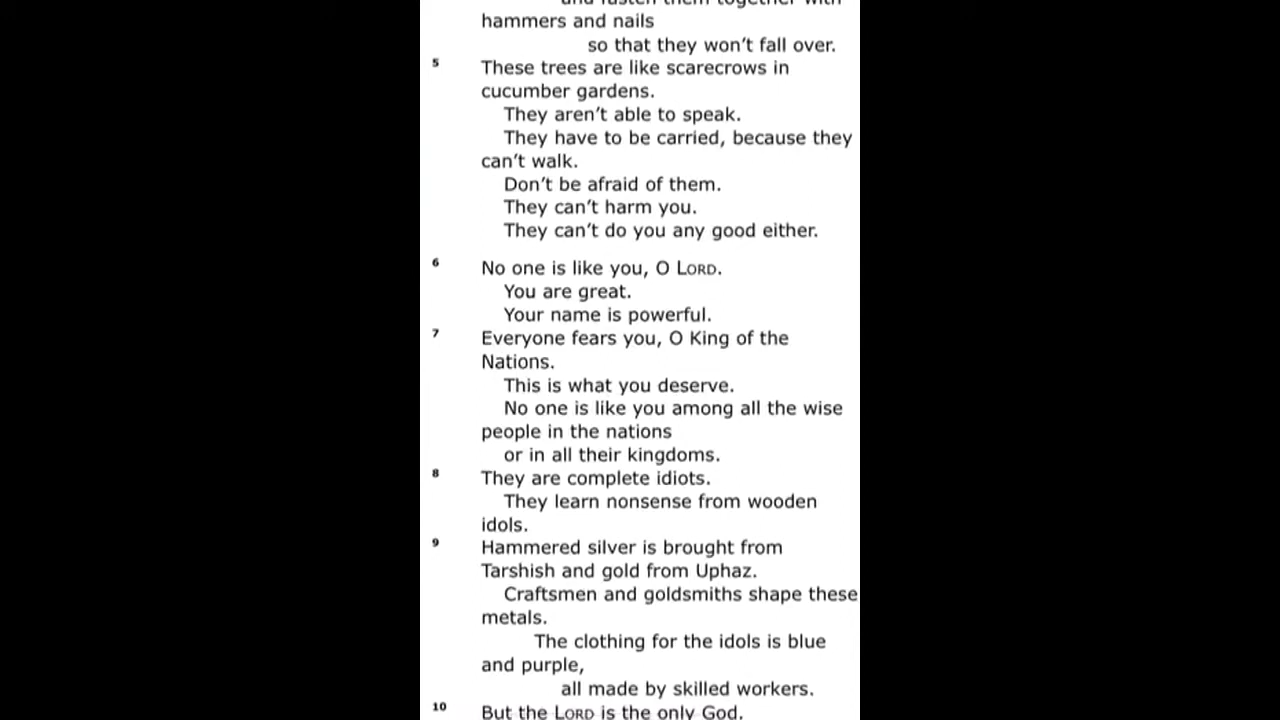 and fasten them together with
hammers and nails
so that they won't fall over.
5 These trees are like scarecrows in
cucumber gardens.
They aren't able to speak.
They have to be carried, because they
can't walk.
Don't be afraid of them.
They can't harm you.
They can't do you any good either.
6 No one is like you, O LORD.
You are great.
Your name is powerful.
7 Everyone fears you, O King of the
Nations.
This is what you deserve.
No one is like you among all the wise
people in the nations
or in all their kingdoms.
8 They are complete idiots.
They learn nonsense from wooden
idols.
9 Hammered silver is brought from
Tarshish and gold from Uphaz.
Craftsmen and goldsmiths shape these
metals.
The clothing for the idols is blue
and purple,
all made by skilled workers.
10 But the LORD is the only God.